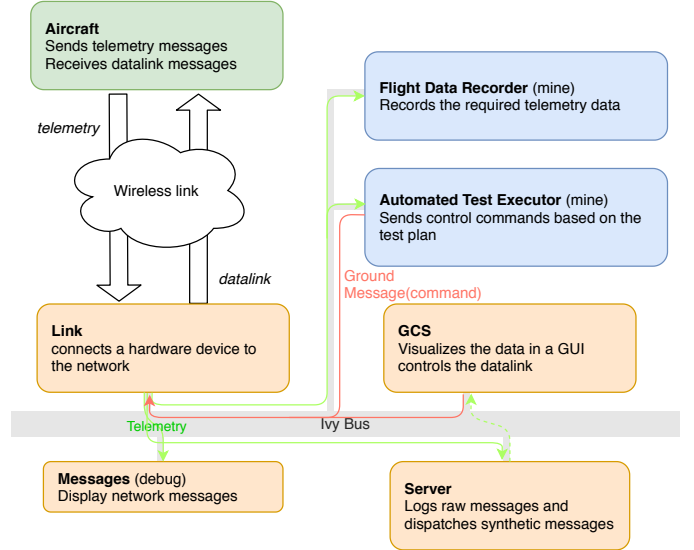 Aircraft
Sends telemetry messages
Receives datalink messages
telemetry
Wireless link
datalink
Flight Data Recorder (mine)
Records the required telemetry data
Automated Test Executor (mine)
Sends control commands based on the
test plan
Ground
Message(command)
Link
connects a hardware device to
the network
GCS
Visualizes the data in a GUI
controls the datalink
Telemetry
Ivy Bus
Messages (debug)
Display network messages
Server
Logs raw messages and
dispatches synthetic messages